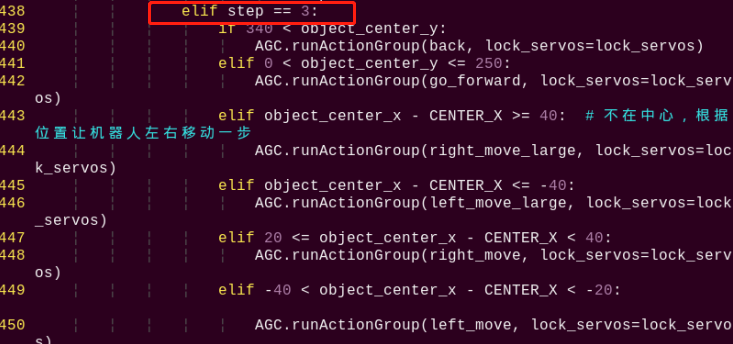 438 elif step == 3:
439 if 340 < object_center_y:
440 AGC.runActionGroup(back, lock_servos=lock_servos)
441 elif 0 < object_center_y <= 250:
442 AGC.runActionGroup(go_forward, lock_servos=lock_serv
os)
443 elif object_center_x - CENTER_X >= 40: # 不在中心，根据
位置让机器人左右移动一步
444 AGC.runActionGroup(right_move_large, lock_servos=loc
k_servos)
445 elif object_center_x - CENTER_X <= -40:
446 AGC.runActionGroup(left_move_large, lock_servos=lock
_servos)
447 elif 20 <= object_center_x - CENTER_X < 40:
448 AGC.runActionGroup(right_move, lock_servos=lock_serv
os)
449 elif -40 < object_center_x - CENTER_X < -20:
450 AGC.runActionGroup(left_move, lock_servos=lock_servo
s)